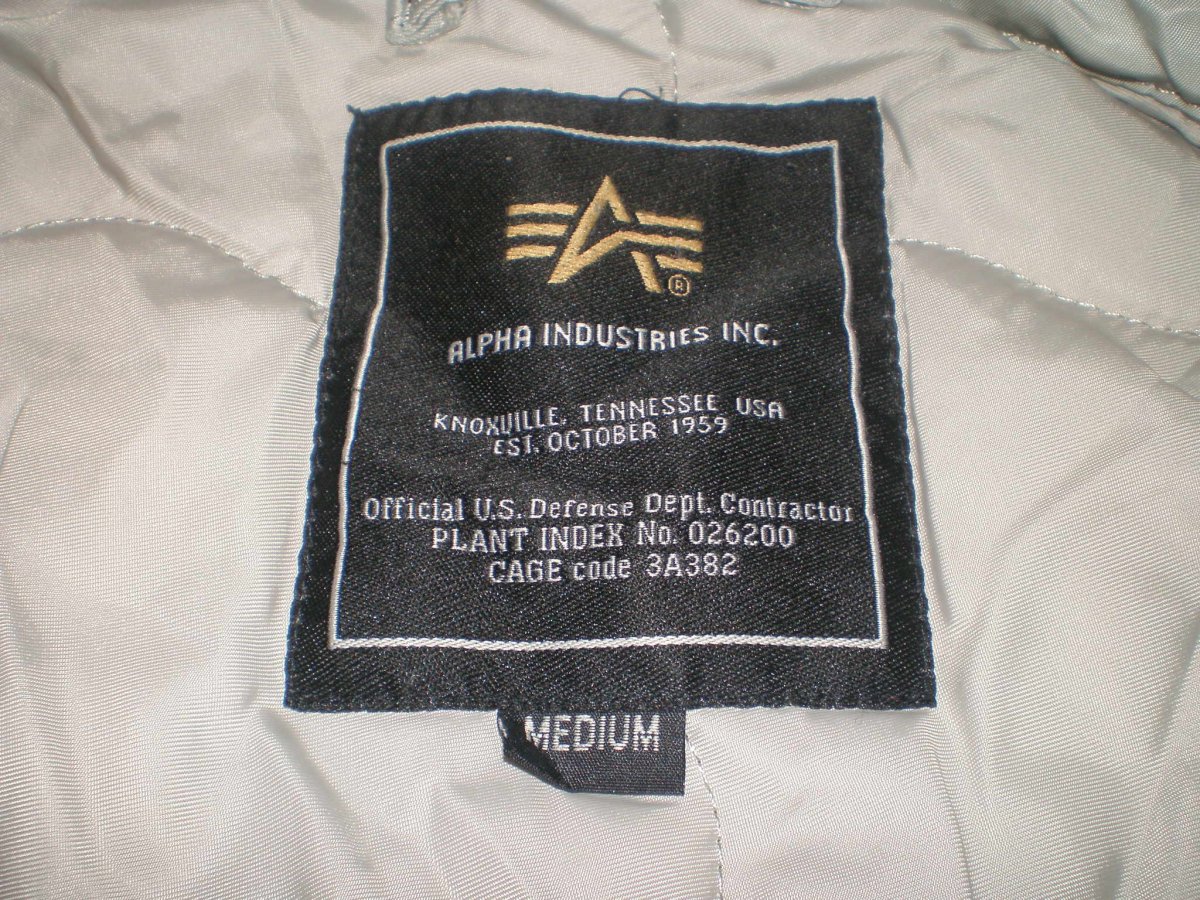 ®
ALPHA INDUSTRIES INC.
KNOXVILLE, TENNESSEE USA
EST. OCTOBER 1959
Official U.S. Defense Dept. Contractor
PLANT INDEX No. 026200
CAGE code 3A382
MEDIUM